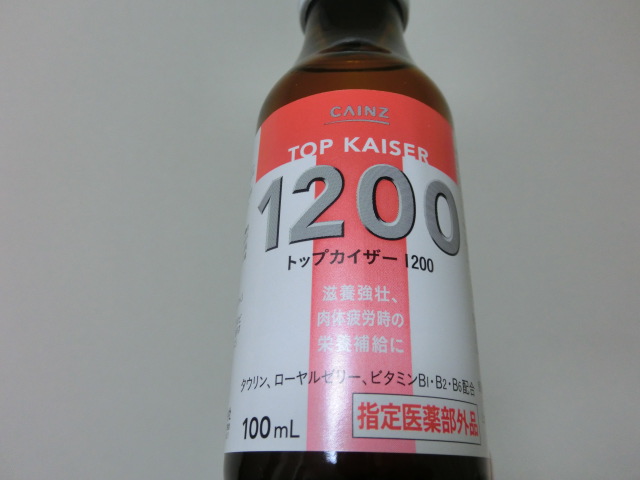 CAINZ
TOP KAISER
1200
トップカイザー 1200
滋養強壮、
肉体疲労時の
栄養補給に
タウリン、ローヤルゼリー、ビタミンB1・B2・B6配合
100mL
指定医薬部外品